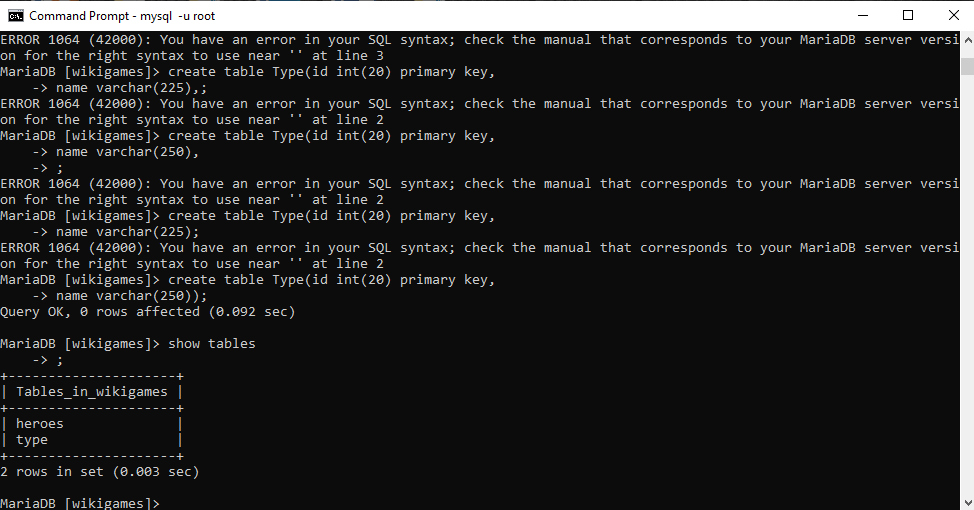 Command Prompt - mysql -u root
ERROR 1064 (42000): You have an error in your SQL syntax; check the manual that corresponds to your MariaDB server versi
on for the right syntax to use near '' at line 3
MariaDB [wikigames]> create table Type(id int(20) primary key,
    -> name varchar(225),;
ERROR 1064 (42000): You have an error in your SQL syntax; check the manual that corresponds to your MariaDB server versi
on for the right syntax to use near '' at line 2
MariaDB [wikigames]> create table Type(id int(20) primary key,
    -> name varchar(250),
    -> ;
ERROR 1064 (42000): You have an error in your SQL syntax; check the manual that corresponds to your MariaDB server versi
on for the right syntax to use near '' at line 2
MariaDB [wikigames]> create table Type(id int(20) primary key,
    -> name varchar(225);
ERROR 1064 (42000): You have an error in your SQL syntax; check the manual that corresponds to your MariaDB server versi
on for the right syntax to use near '' at line 2
MariaDB [wikigames]> create table Type(id int(20) primary key,
    -> name varchar(250));
Query OK, 0 rows affected (0.092 sec)

MariaDB [wikigames]> show tables
    -> ;
+---------------------+
| Tables_in_wikigames |
+---------------------+
| heroes              |
| type                |
+---------------------+
2 rows in set (0.003 sec)

MariaDB [wikigames]>